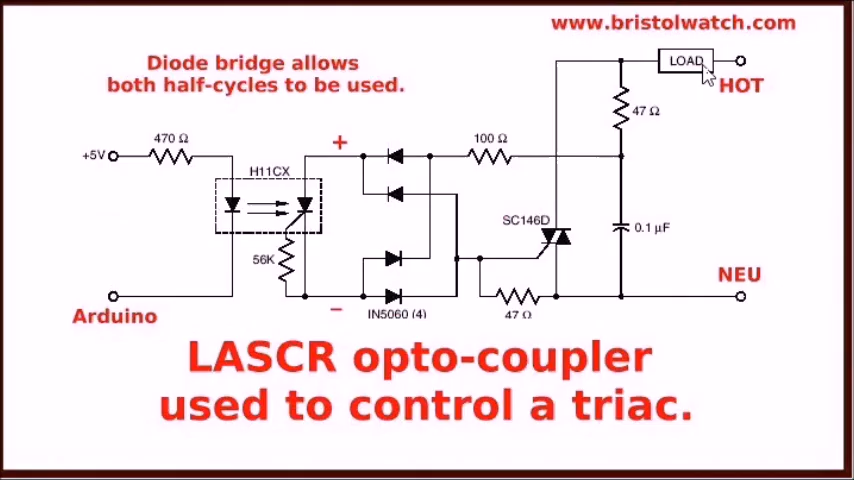 www.bristolwatch.com
Diode bridge allows
both half-cycles to be used.
LOAD
HOT
47 Ω
470 Ω
100 Ω
+5V
+
H11CX
SC146D
0.1 µF
56K
NEU
Arduino
−
IN5060 (4)
47 Ω
LASCR opto-coupler
used to control a triac.